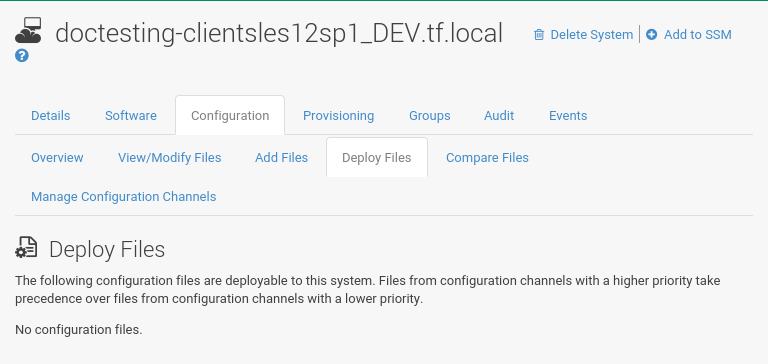 doctesting-clientsles12sp1_DEV.tf.local
Delete System | Add to SSM
?
Details Software Configuration Provisioning Groups Audit Events
Overview View/Modify Files Add Files Deploy Files Compare Files
Manage Configuration Channels
Deploy Files
The following configuration files are deployable to this system. Files from configuration channels with a higher priority take
precedence over files from configuration channels with a lower priority.
No configuration files.